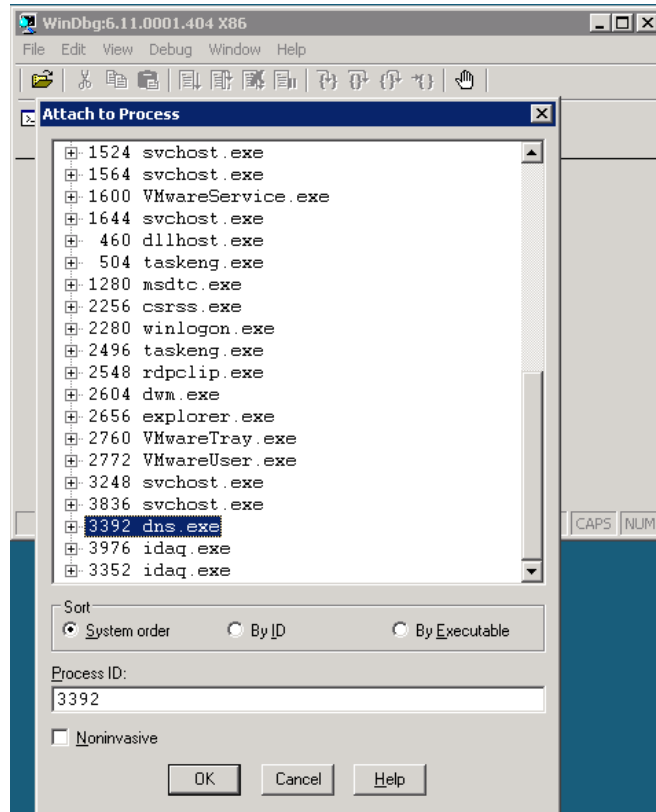 WinDbg:6.11.0001.404 X86
File Edit View Debug Window Help
Attach to Process
1524 svchost.exe
1564 svchost.exe
1600 VMwareService.exe
1644 svchost.exe
460 dllhost.exe
504 taskeng.exe
1280 msdtc.exe
2256 csrss.exe
2280 winlogon.exe
2496 taskeng.exe
2548 rdpclip.exe
2604 dwm.exe
2656 explorer.exe
2760 VMwareTray.exe
2772 VMwareUser.exe
3248 svchost.exe
3836 svchost.exe
3392 dns.exe
CAPS NUM
3976 idaq.exe
3352 idaq.exe
Sort
System order By ID By Executable
Process ID:
3392
Noninvasive
OK Cancel Help